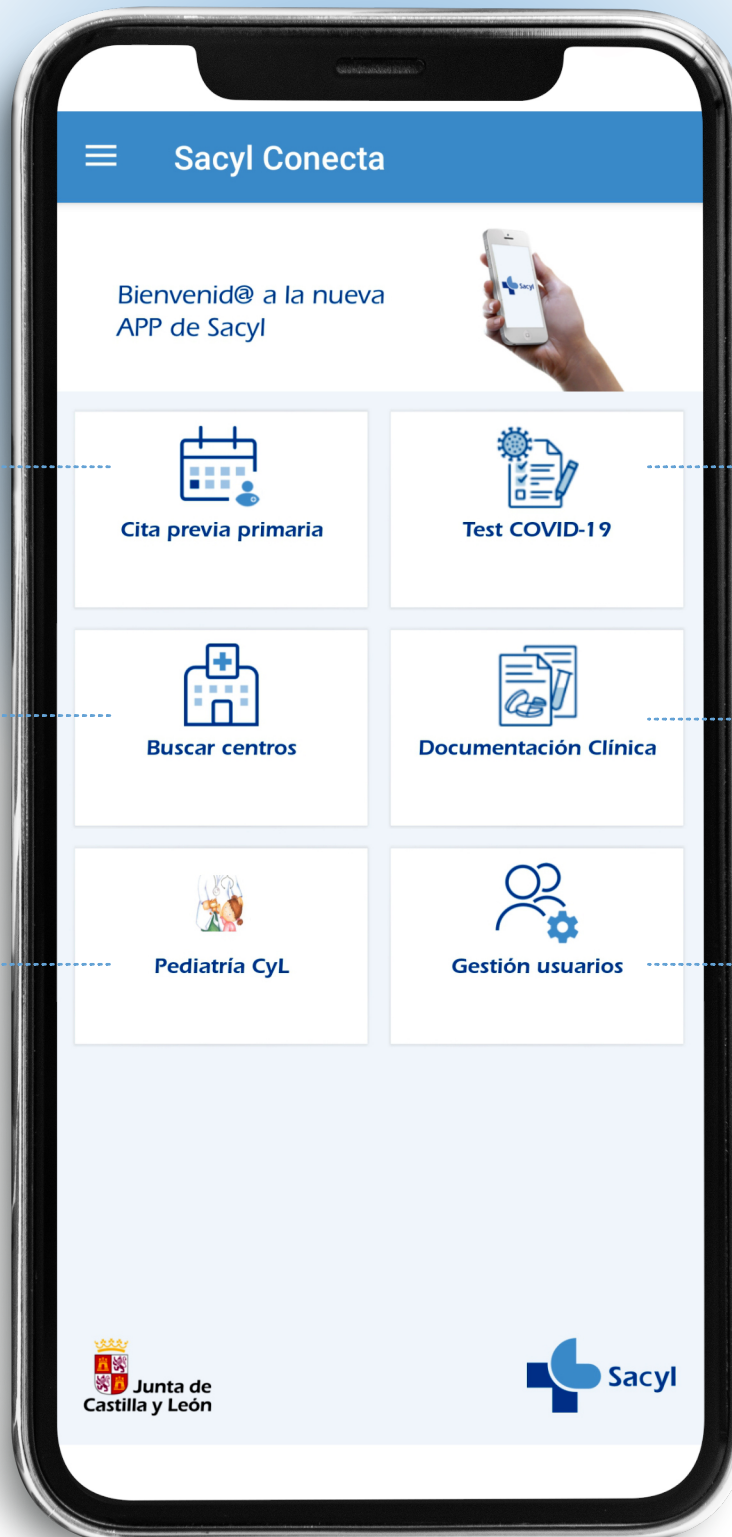 Sacyl Conecta
Bienvenid@ a la nueva
APP de Sacyl
Sacyl
Cita previa primaria
Test COVID-19
Buscar centros
Documentación Clínica
Pediatría CyL
Gestión usuarios
Junta de
Castilla y León
Sacyl